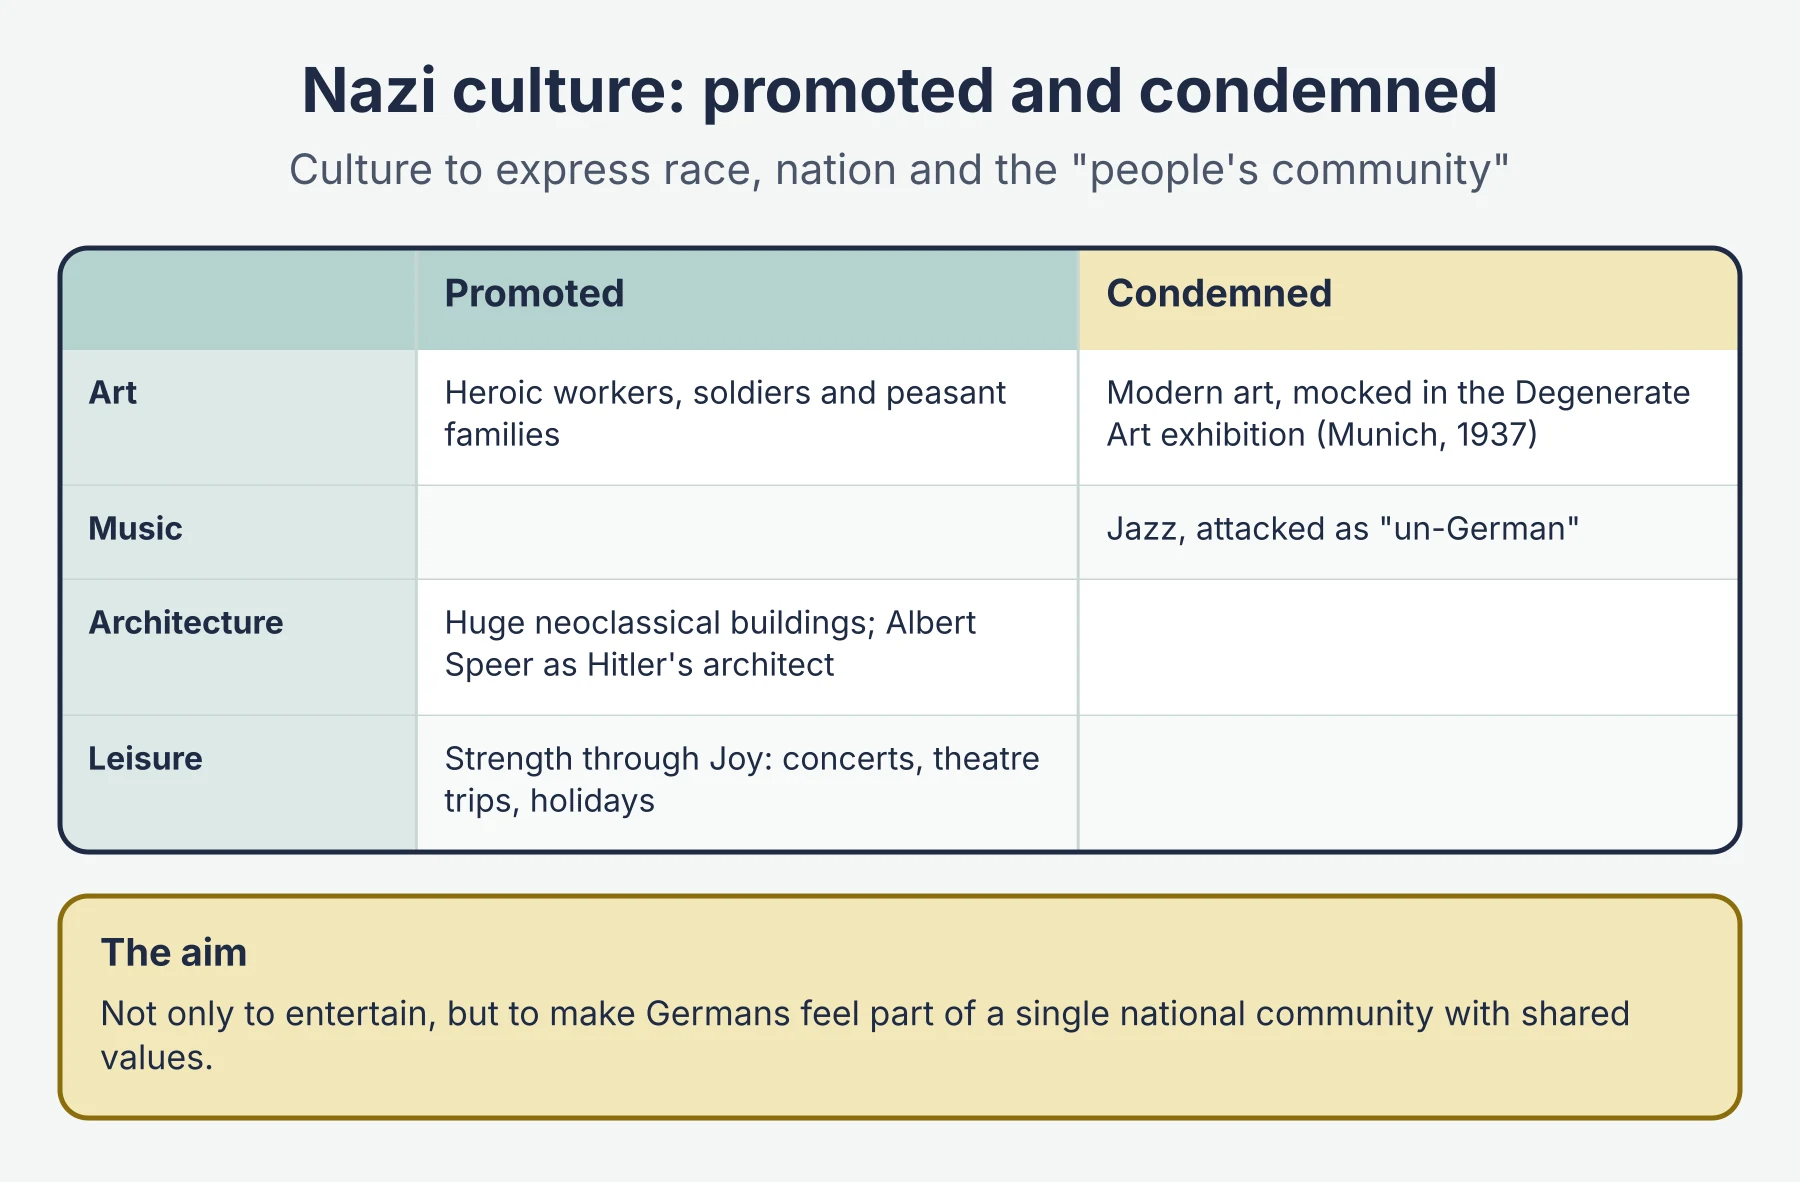 Nazi culture: promoted and condemned
Culture to express race, nation and the "people's community"
Promoted
Condemned
Art
Heroic workers, soldiers and peasant
families
Modern art, mocked in the Degenerate
Art exhibition (Munich, 1937)
Music
Jazz, attacked as "un-German"
Architecture
Huge neoclassical buildings; Albert
Speer as Hitler's architect
Leisure
Strength through Joy: concerts, theatre
trips, holidays
The aim
Not only to entertain, but to make Germans feel part of a single national community with shared
values.